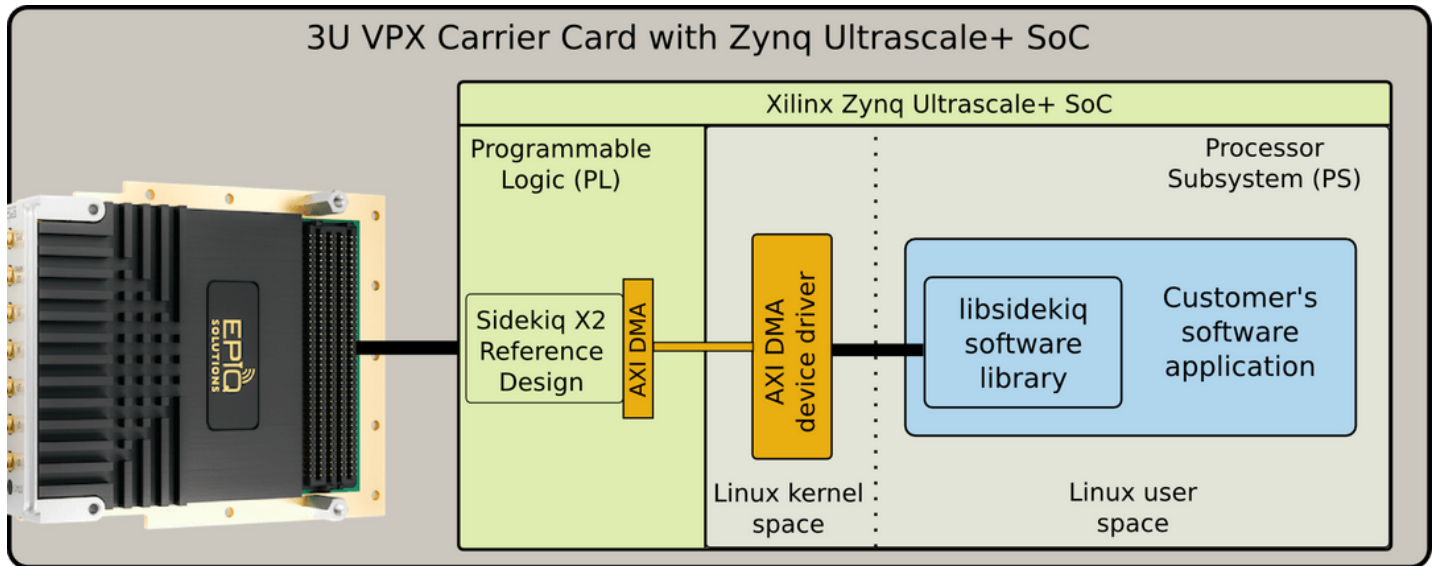 3U VPX Carrier Card with Zynq Ultrascale+ SoC
Xilinx Zynq Ultrascale+ SoC
Programmable
Logic (PL)
Processor
Subsystem (PS)
EPIQ
SOLUTIONS
Sidekiq X2
Reference
Design
AXI DMA
AXI DMA
device driver
libsidekiq
software
library
Customer's
software
application
Linux kernel
space
Linux user
space